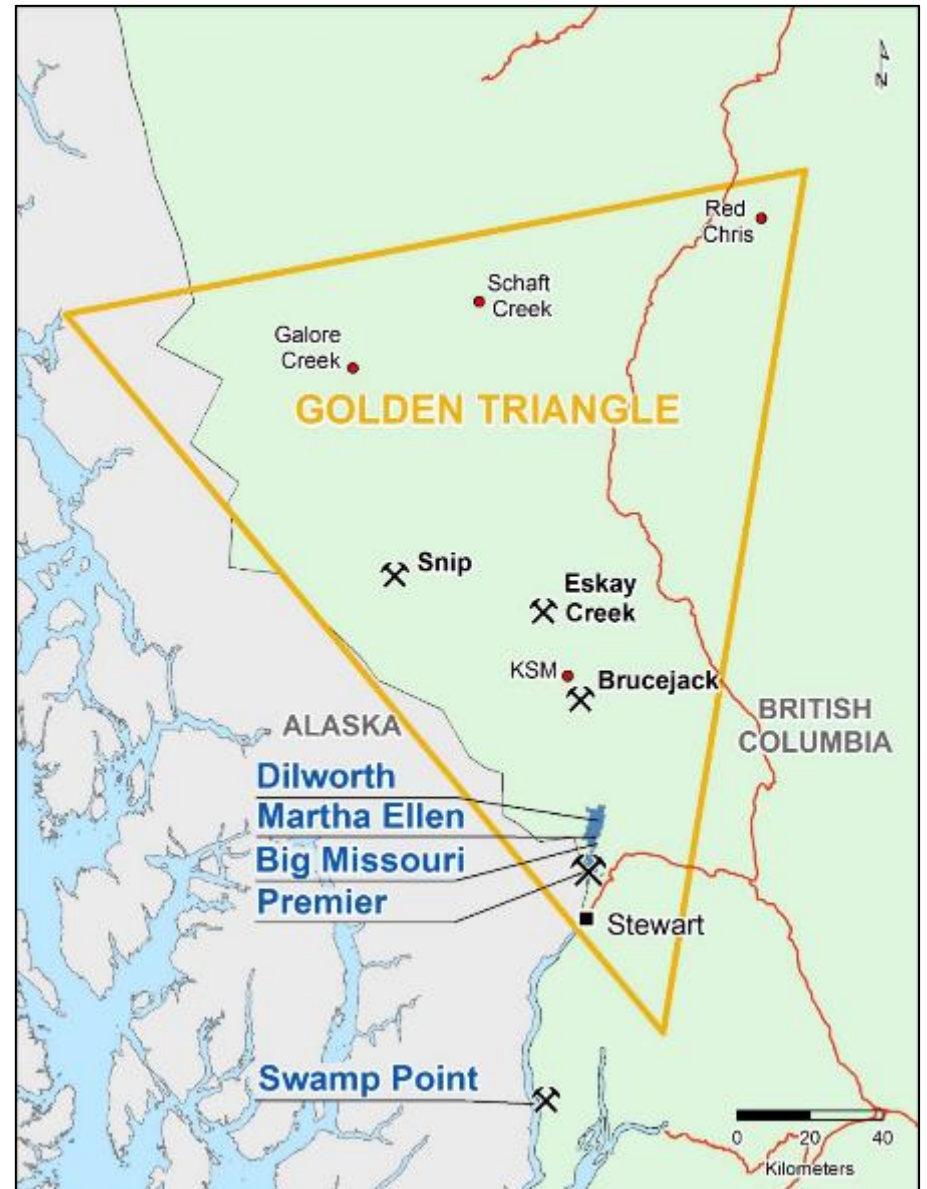 N
Red
Chris
Schaft
Creek
Galore
Creek
GOLDEN TRIANGLE
Snip
Eskay
Creek
KSM
Brucejack
ALASKA
BRITISH
COLUMBIA
Dilworth
Martha Ellen
Big Missouri
Premier
Stewart
Swamp Point
0 20 40
Kilometers